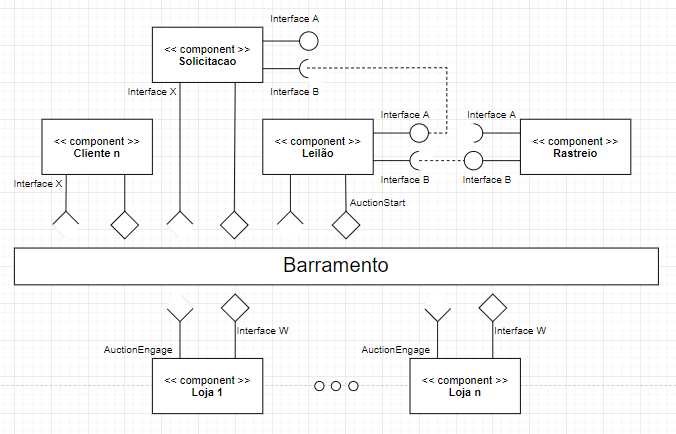 Interface A
<< component >>
Solicitacao
Interface X
Interface B
Interface A
Interface A
<< component >>
Cliente n
<< component >>
Leilão
<< component >>
Rastreio
Interface X
Interface B
Interface B
AuctionStart
Barramento
Interface W
Interface W
AuctionEngage
AuctionEngage
<< component >>
Loja 1
<< component >>
Loja n